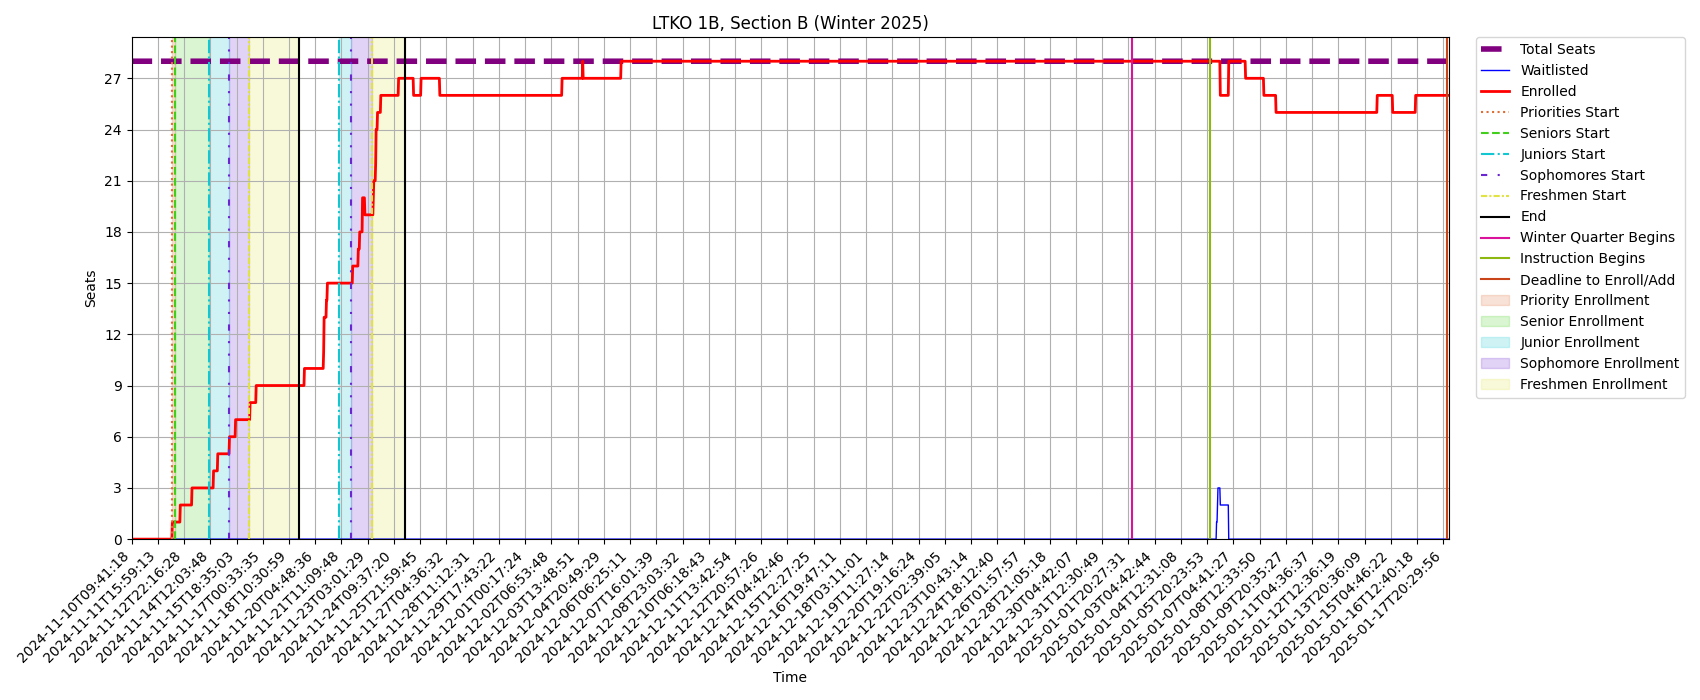 LTKO 1B, Section B (Winter 2025)
Seats
27
24
21
18
15
12
9
6
3
0
2024-11-10T09:41:18
2024-11-11T15:59:13
2024-11-12T22:16:28
2024-11-14T12:03:48
2024-11-15T18:35:03
2024-11-17T00:33:35
2024-11-18T10:30:59
2024-11-20T04:48:36
2024-11-21T11:09:48
2024-11-23T03:01:29
2024-11-24T09:37:20
2024-11-25T21:59:45
2024-11-27T04:36:32
2024-11-28T11:12:31
2024-11-29T17:43:22
2024-12-01T00:17:24
2024-12-02T06:53:48
2024-12-03T13:48:51
2024-12-04T20:49:29
2024-12-06T06:25:11
2024-12-07T16:01:39
2024-12-08T23:03:32
2024-12-10T06:18:43
2024-12-11T13:42:54
2024-12-12T20:57:26
2024-12-14T04:42:46
2024-12-15T12:27:25
2024-12-16T19:47:11
2024-12-18T03:11:01
2024-12-19T11:27:14
2024-12-20T19:16:24
2024-12-22T02:39:05
2024-12-23T10:43:14
2024-12-24T18:12:40
2024-12-26T01:57:57
2024-12-28T21:05:18
2024-12-30T04:42:07
2024-12-31T12:30:49
2025-01-01T20:27:31
2025-01-03T04:42:44
2025-01-04T12:31:08
2025-01-05T20:23:53
2025-01-07T04:41:27
2025-01-08T12:33:50
2025-01-09T20:35:27
2025-01-11T04:36:37
2025-01-12T12:36:19
2025-01-13T20:36:09
2025-01-15T04:46:22
2025-01-16T12:40:18
2025-01-17T20:29:56
Time
Total Seats
Waitlisted
Enrolled
Priorities Start
Seniors Start
Juniors Start
Sophomores Start
Freshmen Start
End
Winter Quarter Begins
Instruction Begins
Deadline to Enroll/Add
Priority Enrollment
Senior Enrollment
Junior Enrollment
Sophomore Enrollment
Freshmen Enrollment